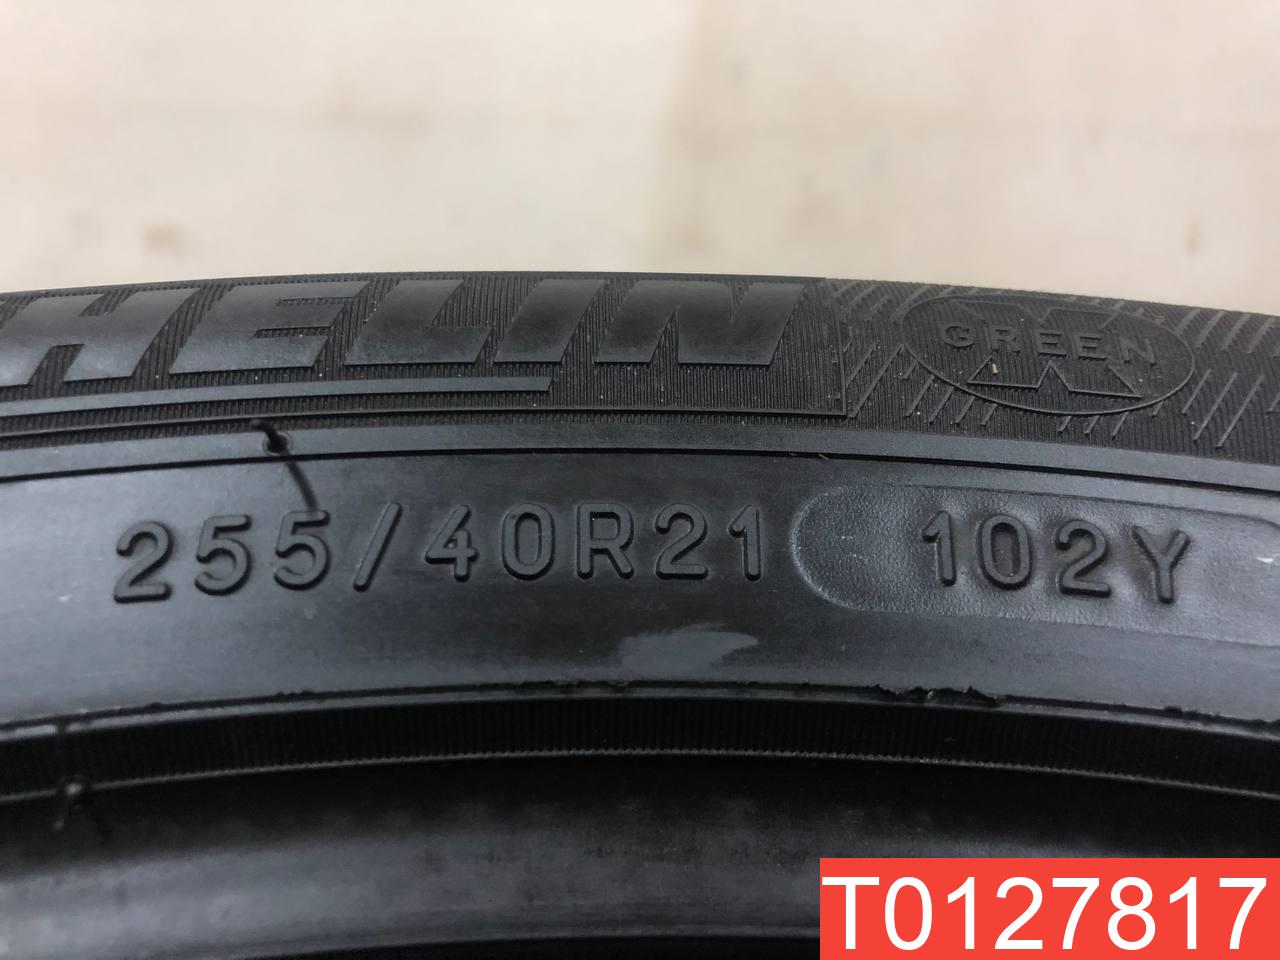 HELIN
GREEN X
255/40R21 102Y
T0127817